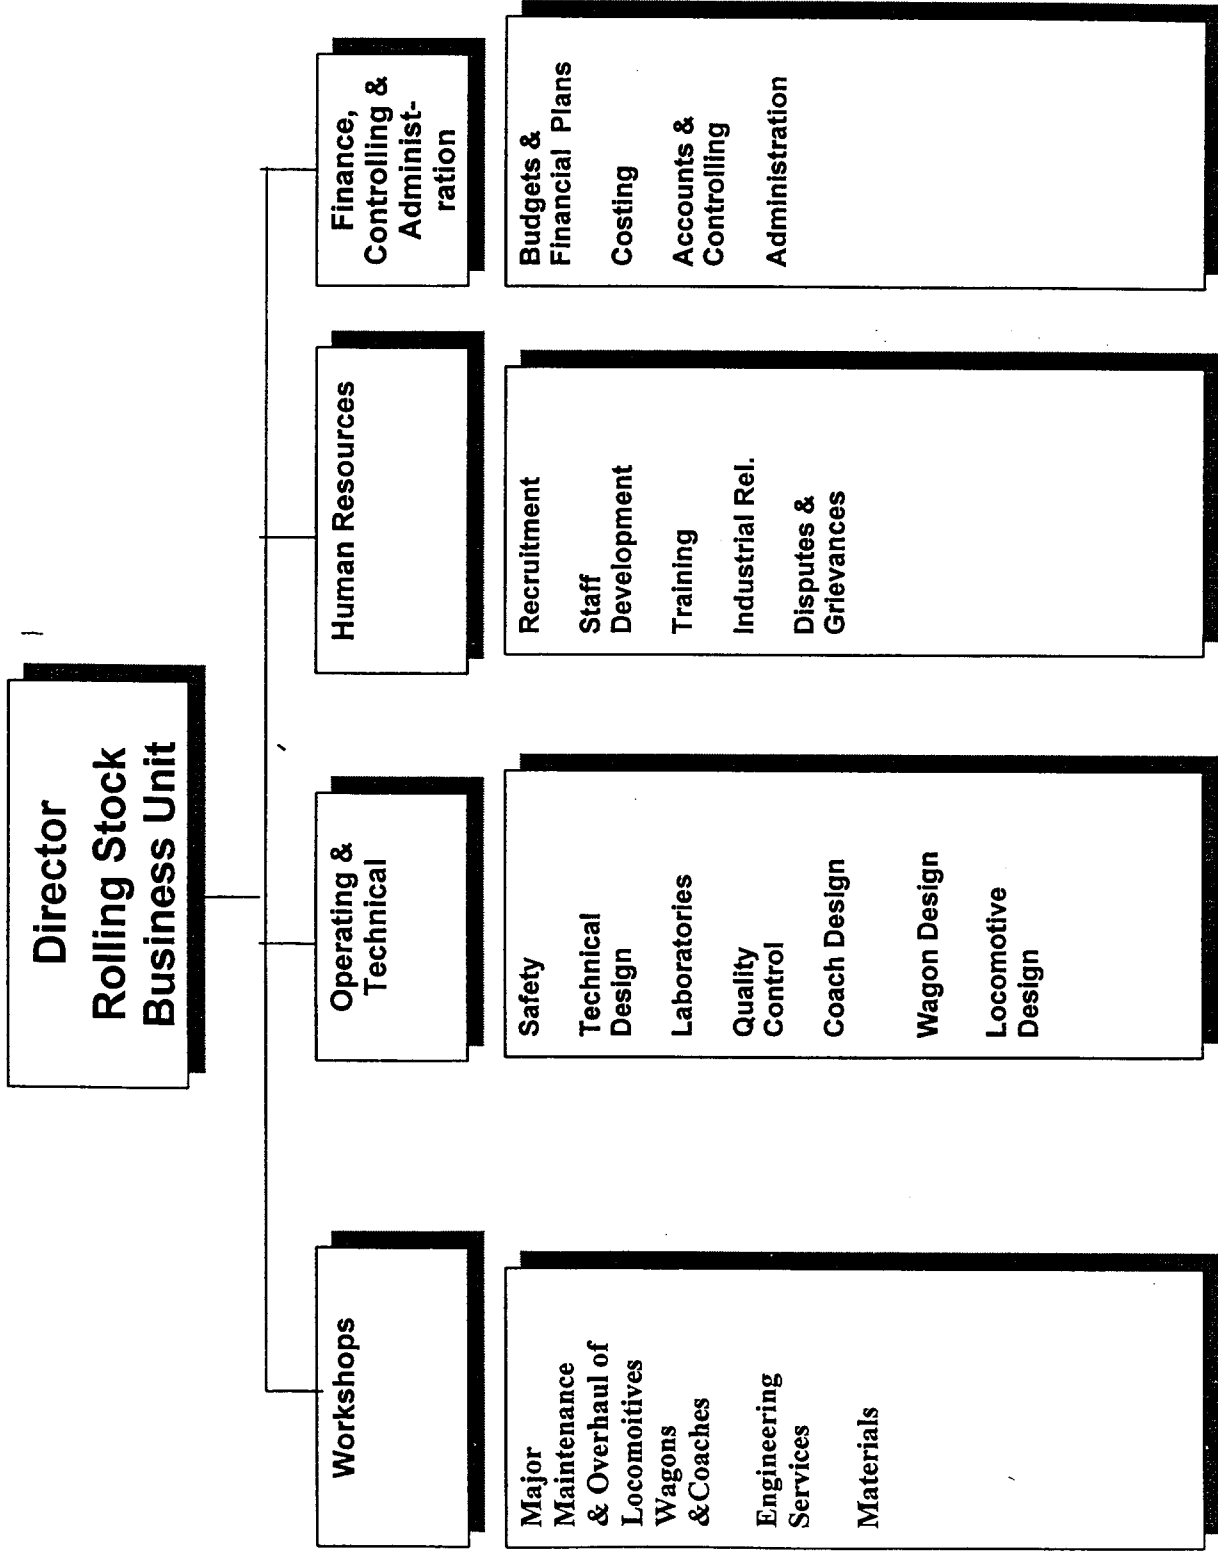 Director
Rolling Stock
Business Unit
Workshops
Major
Maintenance
& Overhaul of
Locomoitives
Wagons
&Coaches
Engineering
Services
Materials
Operating &
Technical
Safety
Technical
Design
Laboratories
Quality
Control
Coach Design
Wagon Design
Locomotive
Design
Human Resources
Recruitment
Staff
Development
Training
Industrial Rel.
Disputes &
Grievances
Finance,
Controlling &
Administ-
ration
Budgets &
Financial Plans
Costing
Accounts &
Controlling
Administration